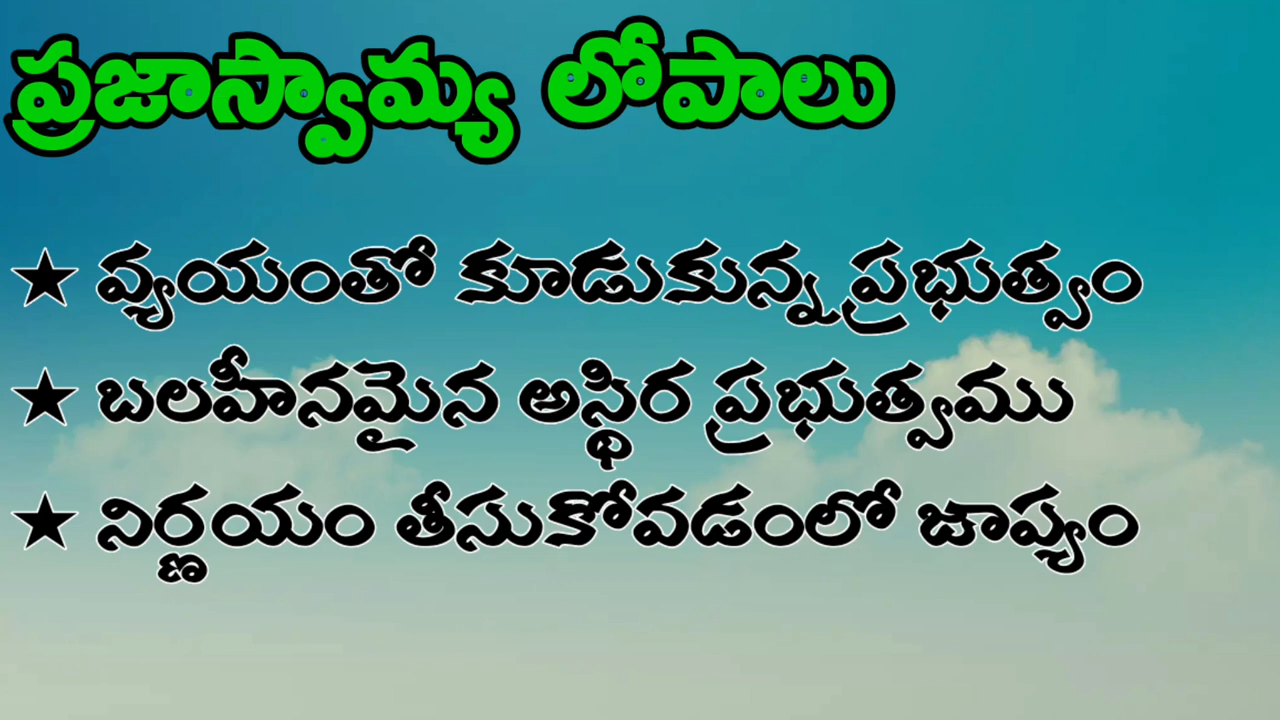 ప్రజాస్వామ్య లోపాలు
★ వ్యయంతో కూడుకున్న ప్రభుత్వం
★ బలహీనమైన అస్థిర ప్రభుత్వము
★ నిర్ణయం తీసుకోవడంలో జాప్యం